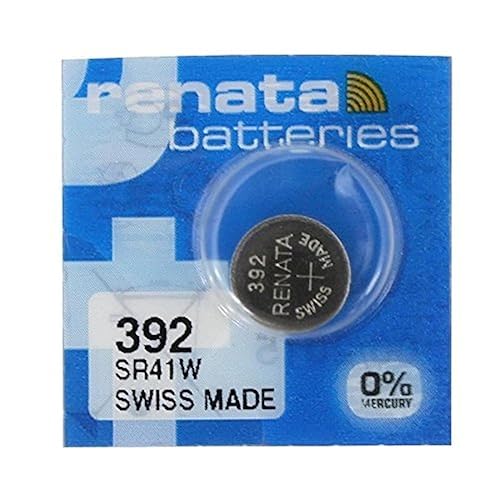 renata
batteries
392
RENATA
+
SWISS MADE
392
SR41W
SWISS MADE
0%
MERCURY